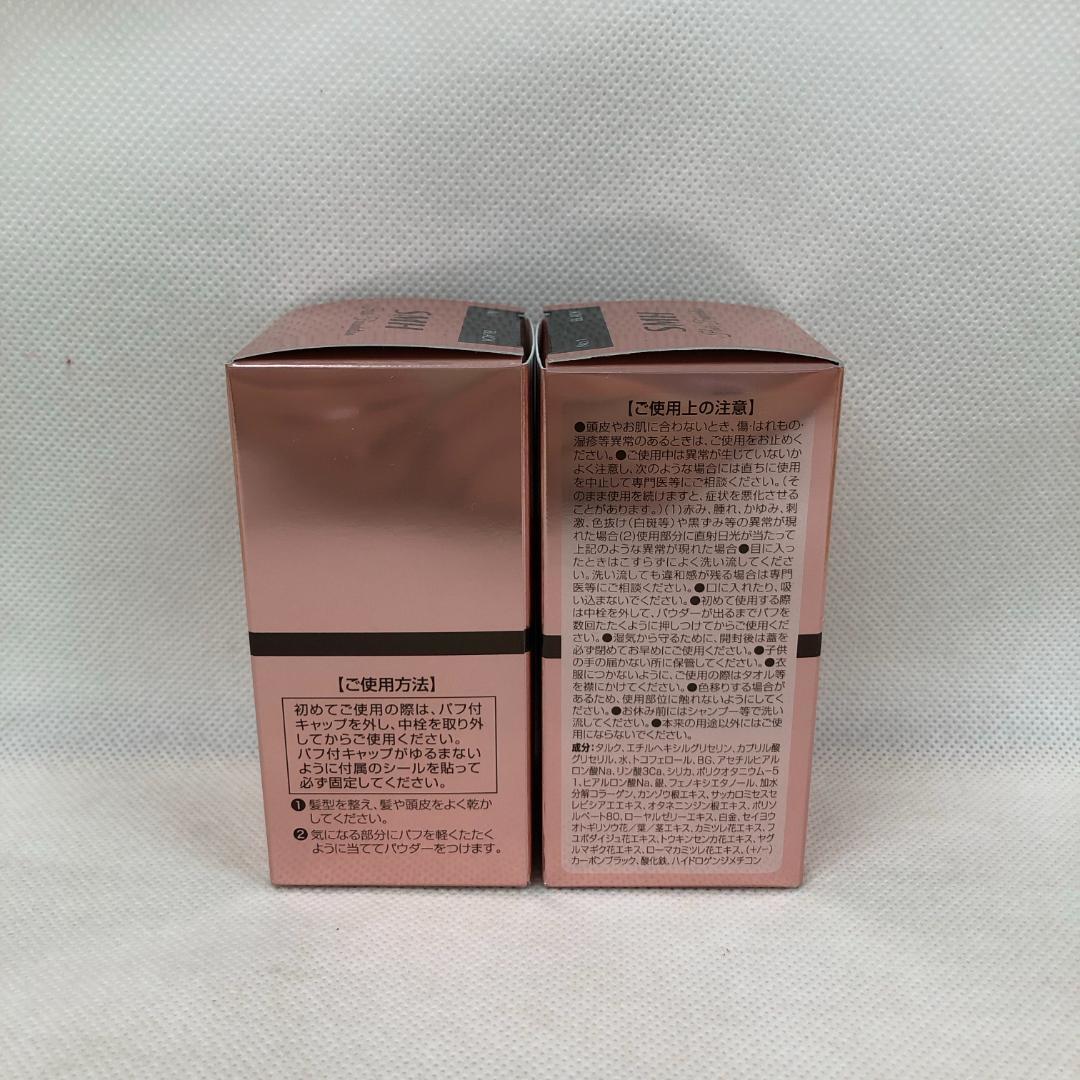 HMS
BLACK
HMS
BLACK
No.1
【ご使用方法】
初めてご使用の際は、パフ付
キャップを外し、中栓を取り外
してからご使用ください。
パフ付キャップがゆるまない
ように付属のシールを貼って
必ず固定してください。
❶ 髪型を整え、髪や頭皮をよく乾か
してください。
❷ 気になる部分にパフを軽くたたく
ように当ててパウダーをつけます。
【ご使用上の注意】
●頭皮やお肌に合わないとき、傷・はれもの・
湿疹等異常のあるときは、ご使用をお止めく
ださい。●ご使用中は異常が生じていないか
よく注意し、次のような場合には直ちに使用
を中止して専門医等にご相談ください。（そ
のまま使用を続けますと、症状を悪化させる
ことがあります。）(1)赤み、腫れ、かゆみ、刺
激、色抜け（白斑等）や黒ずみ等の異常が現
れた場合(2)使用部分に直射日光が当たって
上記のような異常が現れた場合●目に入っ
たときはこすらずによく洗い流してくださ
い。洗い流しても違和感が残る場合は専門
医等にご相談ください。●口に入れたり、吸
い込まないでください。●初めて使用する際
は中栓を外して、パウダーが出るまでパフを
数回たたくように押しつけてからご使用くだ
さい。●湿気から守るために、開封後は蓋を
必ず閉めてお早めにご使用ください。●子供
の手の届かない所に保管してください。●衣
服につかないように、ご使用の際はタオル等
を襟にかけてください。●色移りする場合が
あるため、使用部位に触れないようにしてく
ださい。●お休み前にはシャンプー等で洗い
流してください。●本来の用途以外にはご使
用にならないでください。
成分：タルク、エチルヘキシルグリセリン、カプリル酸
グリセリル、水、トコフェロール、BG、アセチルヒアル
ロン酸Na、リン酸3Ca、シリカ、ポリクオタニウム-5
1、ヒアルロン酸Na、銀、フェノキシエタノール、加水
分解コラーゲン、カンゾウ根エキス、サッカロミセスセ
レビシアエエキス、オタネニンジン根エキス、ポリソ
ルベート80、ローヤルゼリーエキス、白金、セイヨウ
オトギリソウ花／葉／茎エキス、カミツレ花エキス、フ
ユボダイジュ花エキス、トウキンセンカ花エキス、ヤグ
ルマギク花エキス、ローマカミツレ花エキス、(+/-)
カーボンブラック、酸化鉄、ハイドロゲンジメチコン